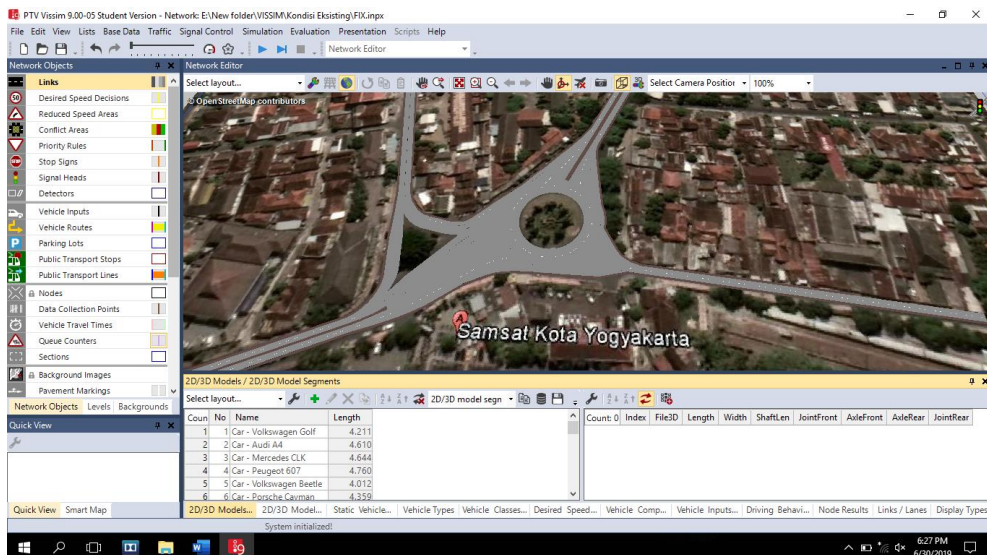 PTV Vissim 9.00-05 Student Version - Network: E:\New folder\VISSIM\Kondisi Eksisting\FIX.inpx
File Edit View Lists Base Data Traffic Signal Control Simulation Evaluation Presentation Scripts Help
Network Editor
Network Objects
Network Editor
Links
Desired Speed Decisions
Reduced Speed Areas
Conflict Areas
Priority Rules
Stop Signs
Signal Heads
Detectors
Vehicle Inputs
Vehicle Routes
Parking Lots
Public Transport Stops
Public Transport Lines
Nodes
Data Collection Points
Vehicle Travel Times
Queue Counters
Sections
Background Images
Pavement Markings
Network Objects Levels Backgrounds
Quick View
Quick View Smart Map
Select layout... Select Camera Position 100%
© OpenStreetMap contributors
A
Samsat Kota Yogyakarta
2D/3D Models / 2D/3D Model Segments
Select layout... 2D/3D model segn
Coun No Name Length
1 1 Car - Volkswagen Golf 4.211
2 2 Car - Audi A4 4.610
3 3 Car - Mercedes CLK 4.644
4 4 Car - Peugeot 607 4.760
5 5 Car - Volkswagen Beetle 4.012
6 6 Car - Porsche Cayman 4.359
Count: 0 Index File3D Length Width ShaftLen JointFront AxleFront AxleRear JointRear
2D/3D Models... 2D/3D Model... Static Vehicle... Vehicle Types Vehicle Classes... Desired Speed... Vehicle Comp... Vehicle Inputs... Driving Behavi... Node Results Links / Lanes Display Types
System initialized!
6:27 PM
6/30/2019